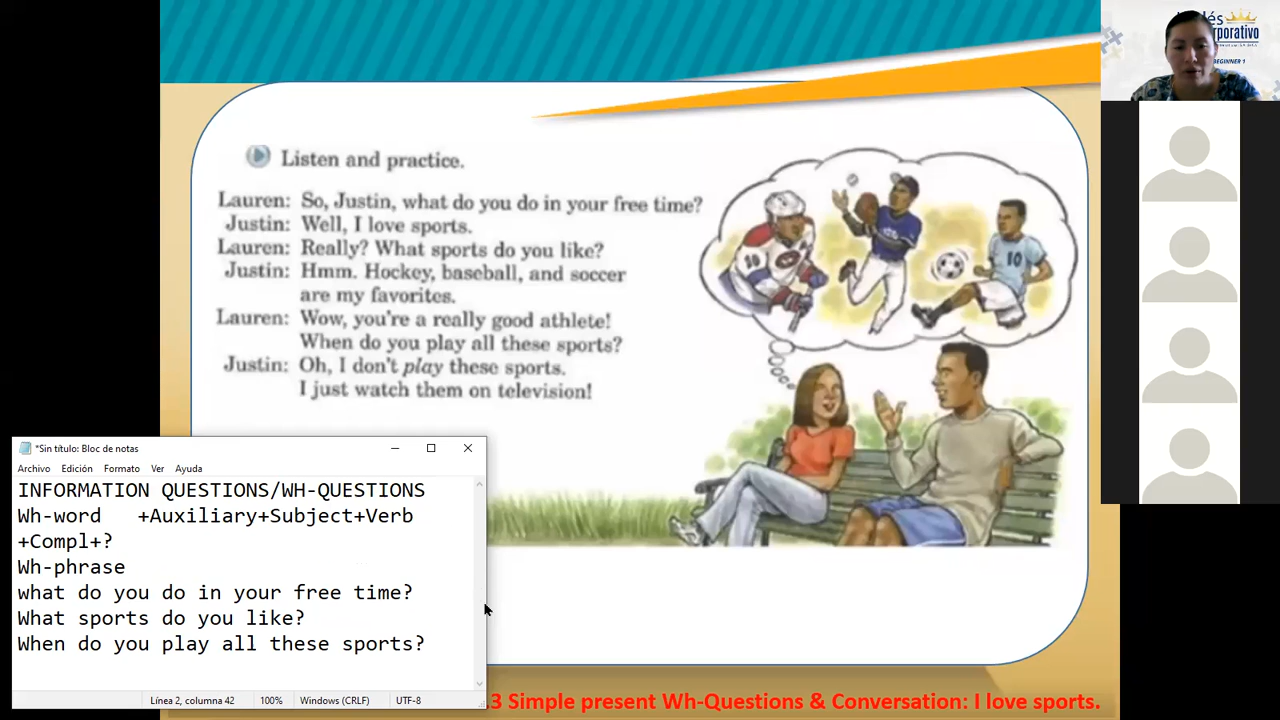 Listen and practice.
Lauren: So, Justin, what do you do in your free time?
Justin: Well, I love sports.
Lauren: Really? What sports do you like?
Justin: Hmm. Hockey, baseball, and soccer
are my favorites.
Lauren: Wow, you're a really good athlete!
When do you play all these sports?
Justin: Oh, I don't play these sports.
I just watch them on television!
10
10
*Sin título: Bloc de notas
Archivo Edición Formato Ver Ayuda
INFORMATION QUESTIONS/WH-QUESTIONS
Wh-word +Auxiliary+Subject+Verb
+Compl+?
Wh-phrase
what do you do in your free time?
What sports do you like?
When do you play all these sports?
Línea 2, columna 42 100% Windows (CRLF) UTF-8
.3 Simple present Wh-Questions & Conversation: I love sports.
BEGINNER 1